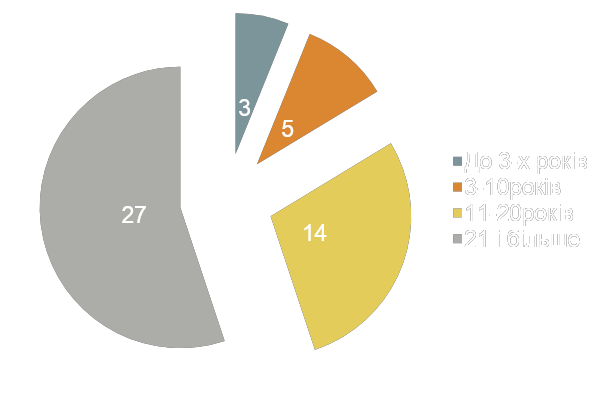 3
5
27
14
До 3-х років
3-10років
11-20років
21 і більше